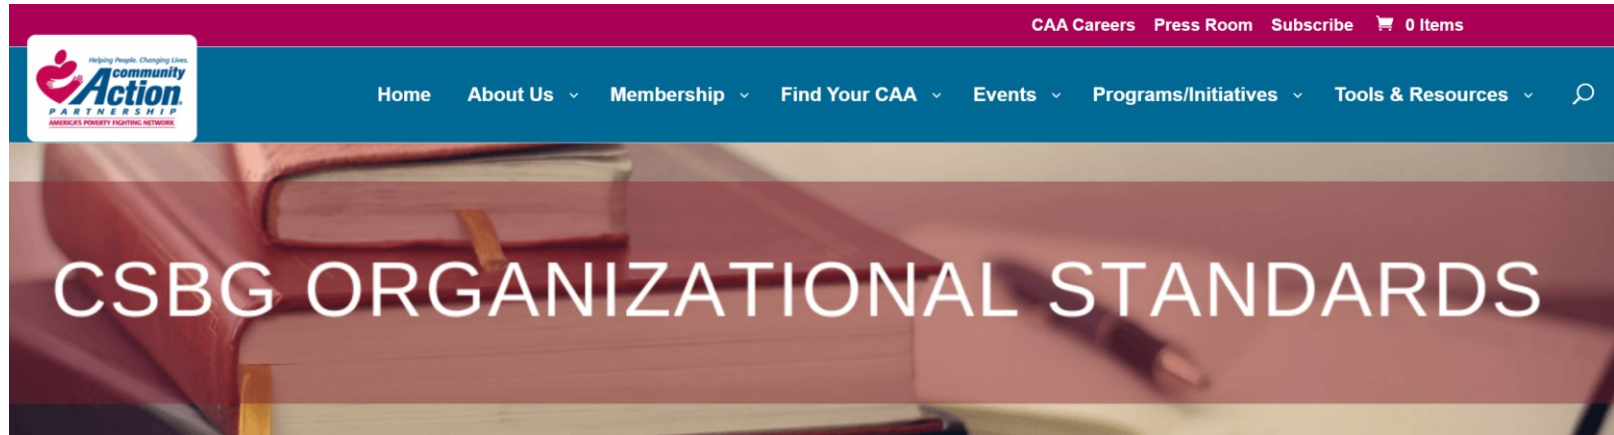 CAA Careers Press Room Subscribe 0 Items
Helping People. Changing Lives.
community
Action
PARTNERSHIP
AMERICA'S POVERTY FIGHTING NETWORK
Home About Us Membership Find Your CAA Events Programs/Initiatives Tools & Resources
CSBG ORGANIZATIONAL STANDARDS